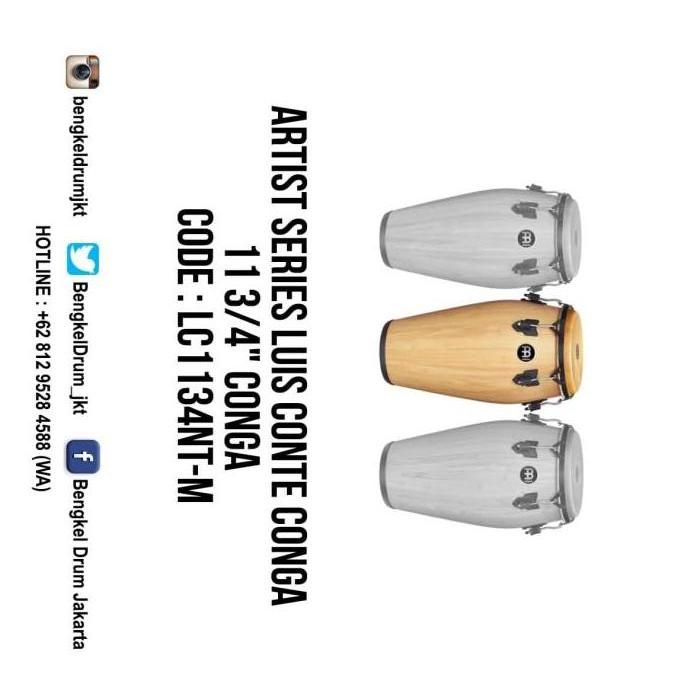 ARTIST SERIES LUIS CONTE CONGA
11 3/4" CONGA
CODE : LC1134NT-M
bengkeldrumjkt BengkelDrum_jkt Bengkel Drum Jakarta
HOTLINE : +62 812 9528 4588 (WA)